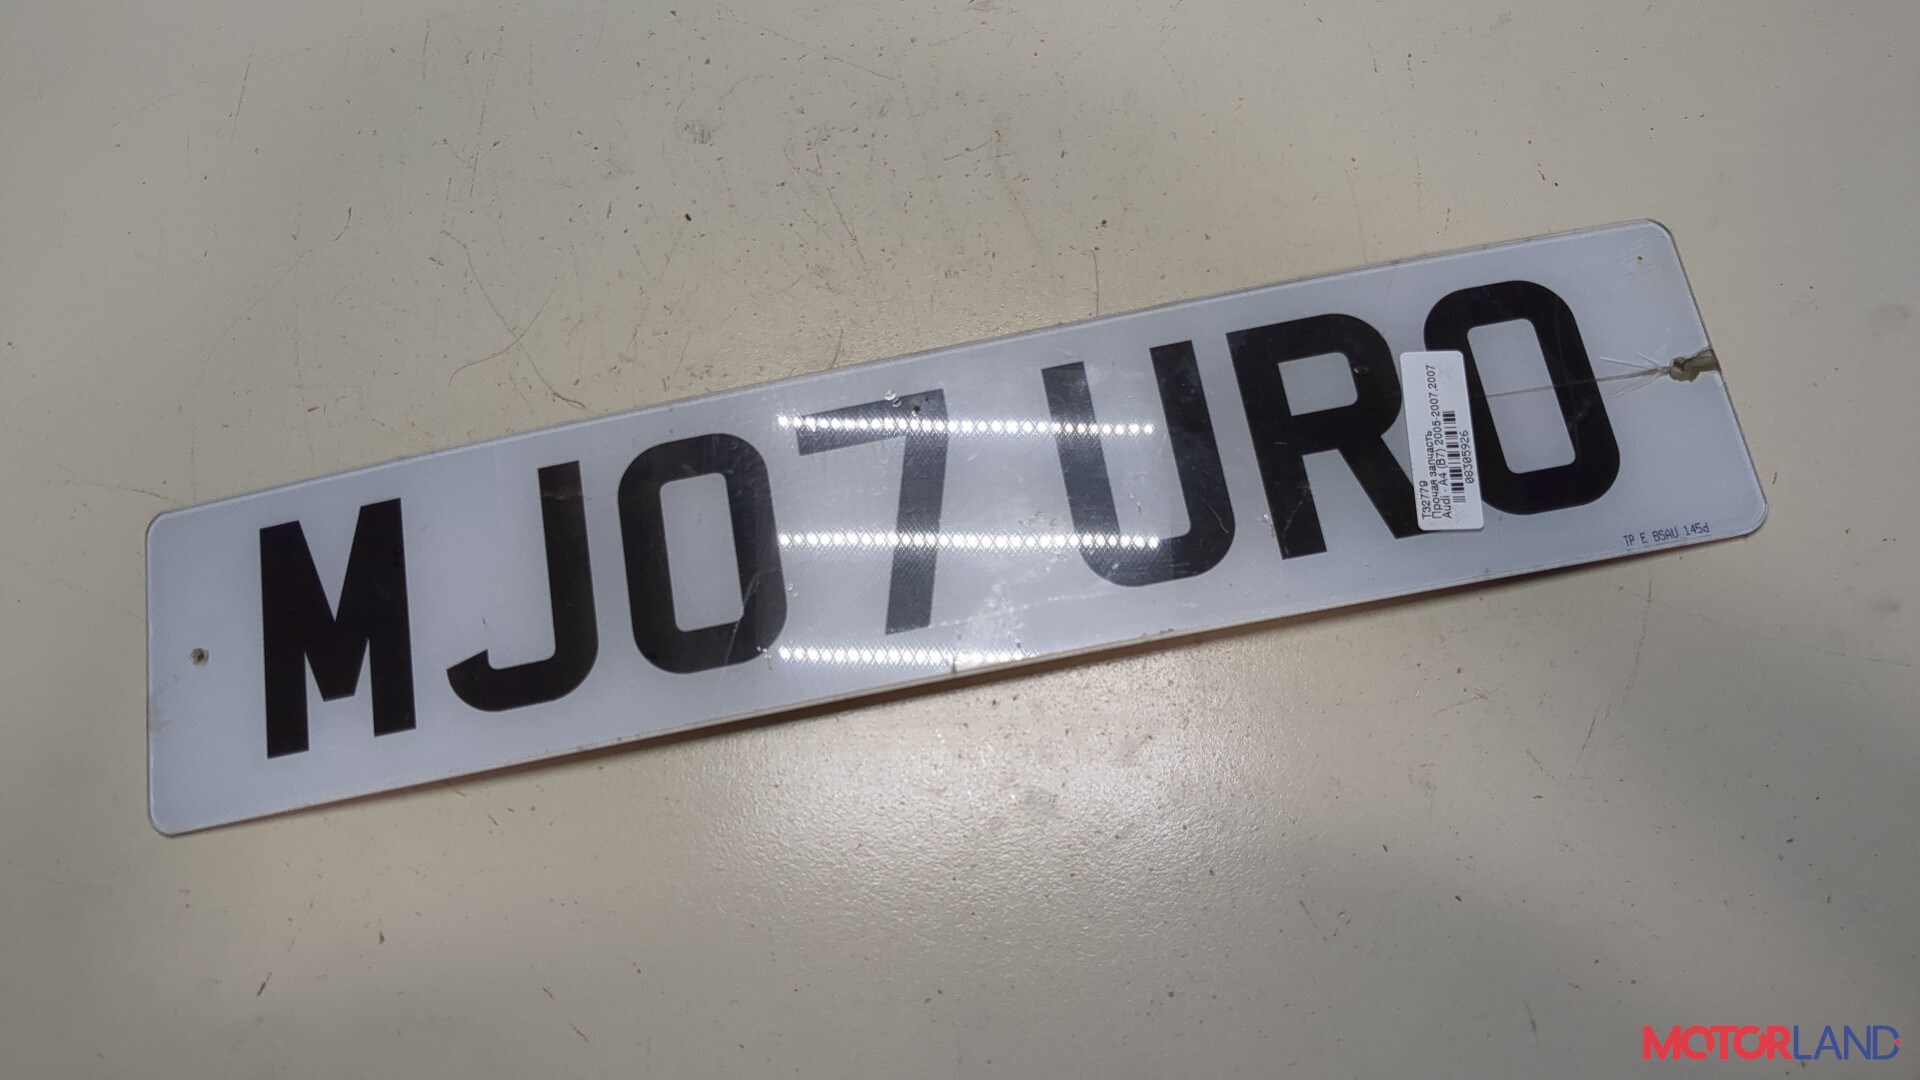 MJ07 URO
T32779
Прочая запчасть
Audi - A4 (B7) 2005-2007,2007
08305926
TP E BSAU 145d
MOTORLAND